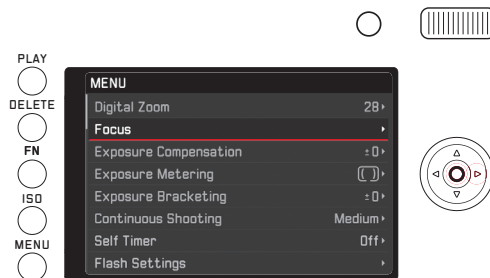 PLAY
DELETE
FN
ISO
MENU
MENU
Digital Zoom 28
Focus
Exposure Compensation ±0
Exposure Metering
Exposure Bracketing ±0
Continuous Shooting Medium
Self Timer Off
Flash Settings